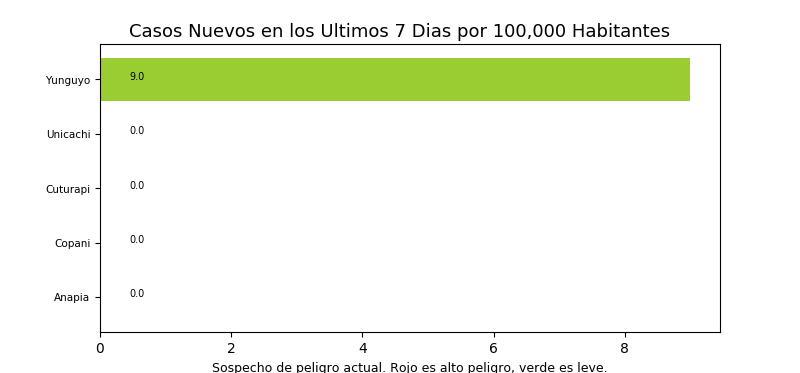 Casos Nuevos en los Ultimos 7 Dias por 100,000 Habitantes
Yunguyo 9.0
Unicachi 0.0
Cuturapi 0.0
Copani 0.0
Anapia 0.0
0 2 4 6 8
Sospecho de peligro actual. Rojo es alto peligro, verde es leve.